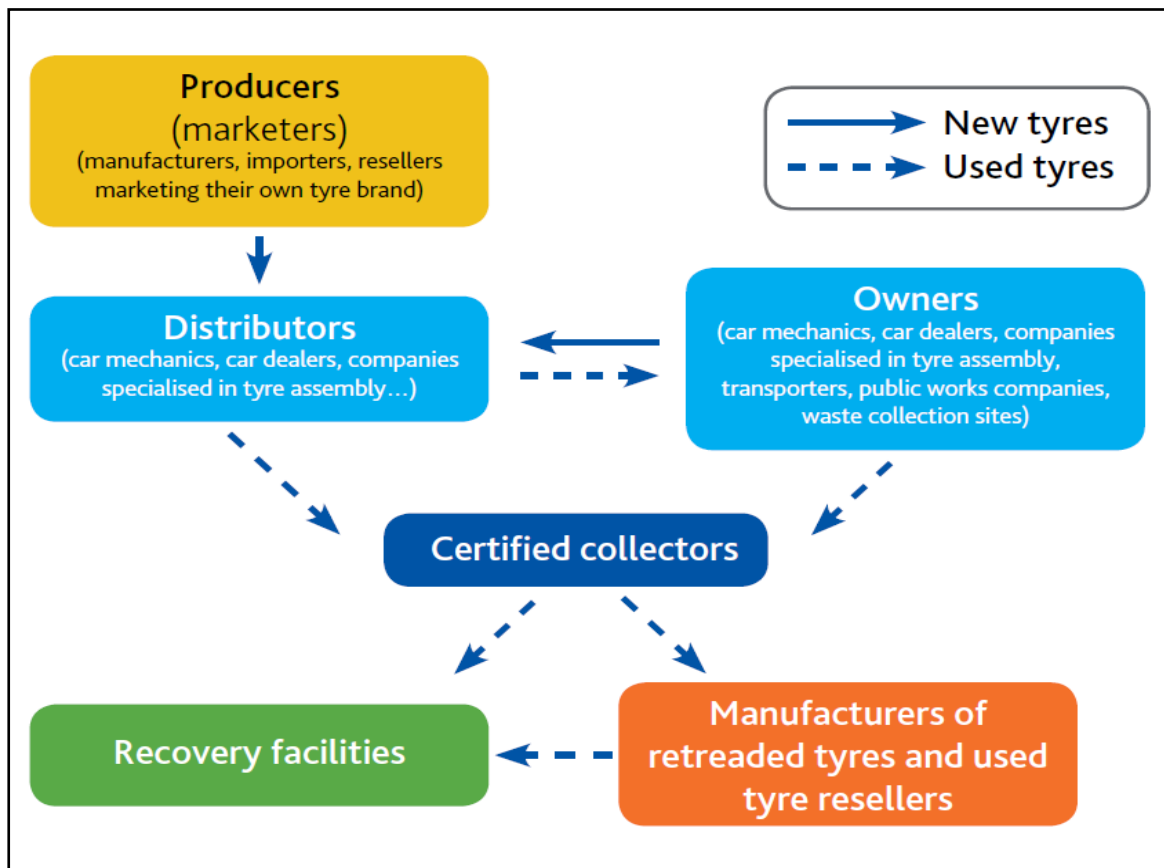 Producers
(marketers)
(manufacturers, importers, resellers
marketing their own tyre brand)
New tyres
Used tyres
Distributors
(car mechanics, car dealers, companies
specialised in tyre assembly…)
Owners
(car mechanics, car dealers, companies
specialised in tyre assembly,
transporters, public works companies,
waste collection sites)
Certified collectors
Recovery facilities
Manufacturers of
retreaded tyres and used
tyre resellers